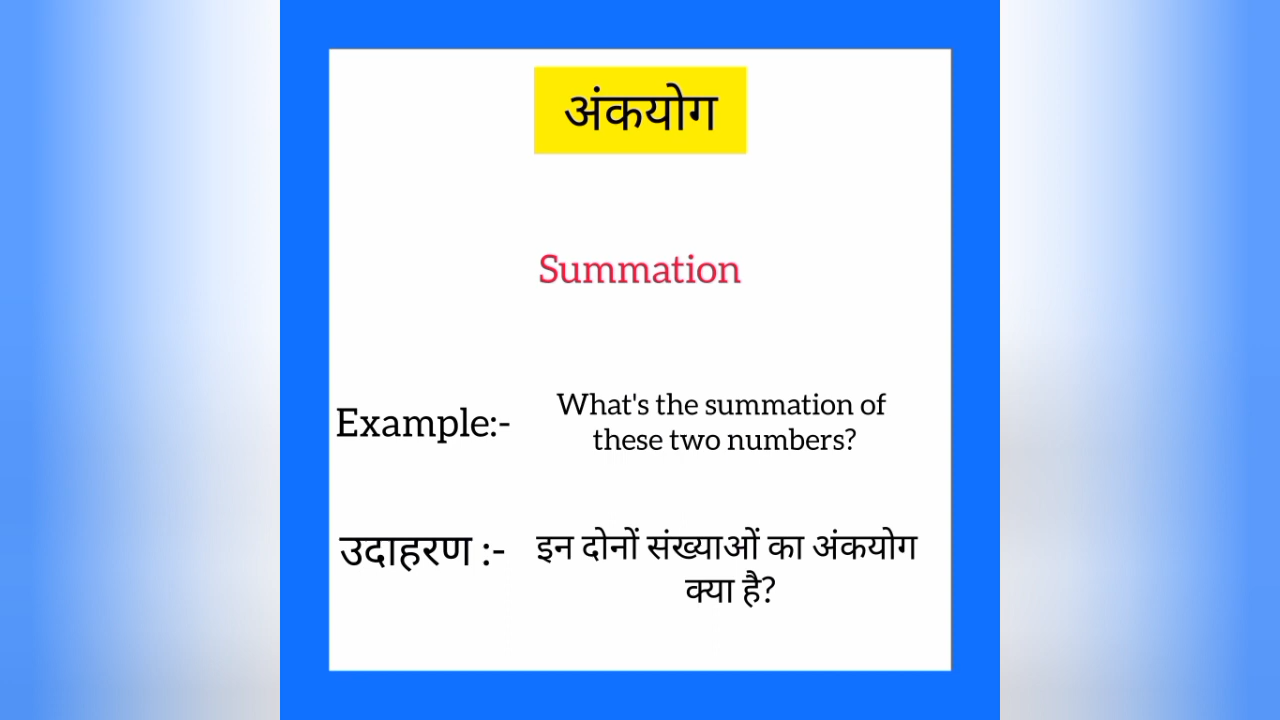 अंकयोग
Summation
Example:- What's the summation of
these two numbers?
उदाहरण :- इन दोनों संख्याओं का अंकयोग
क्या है?